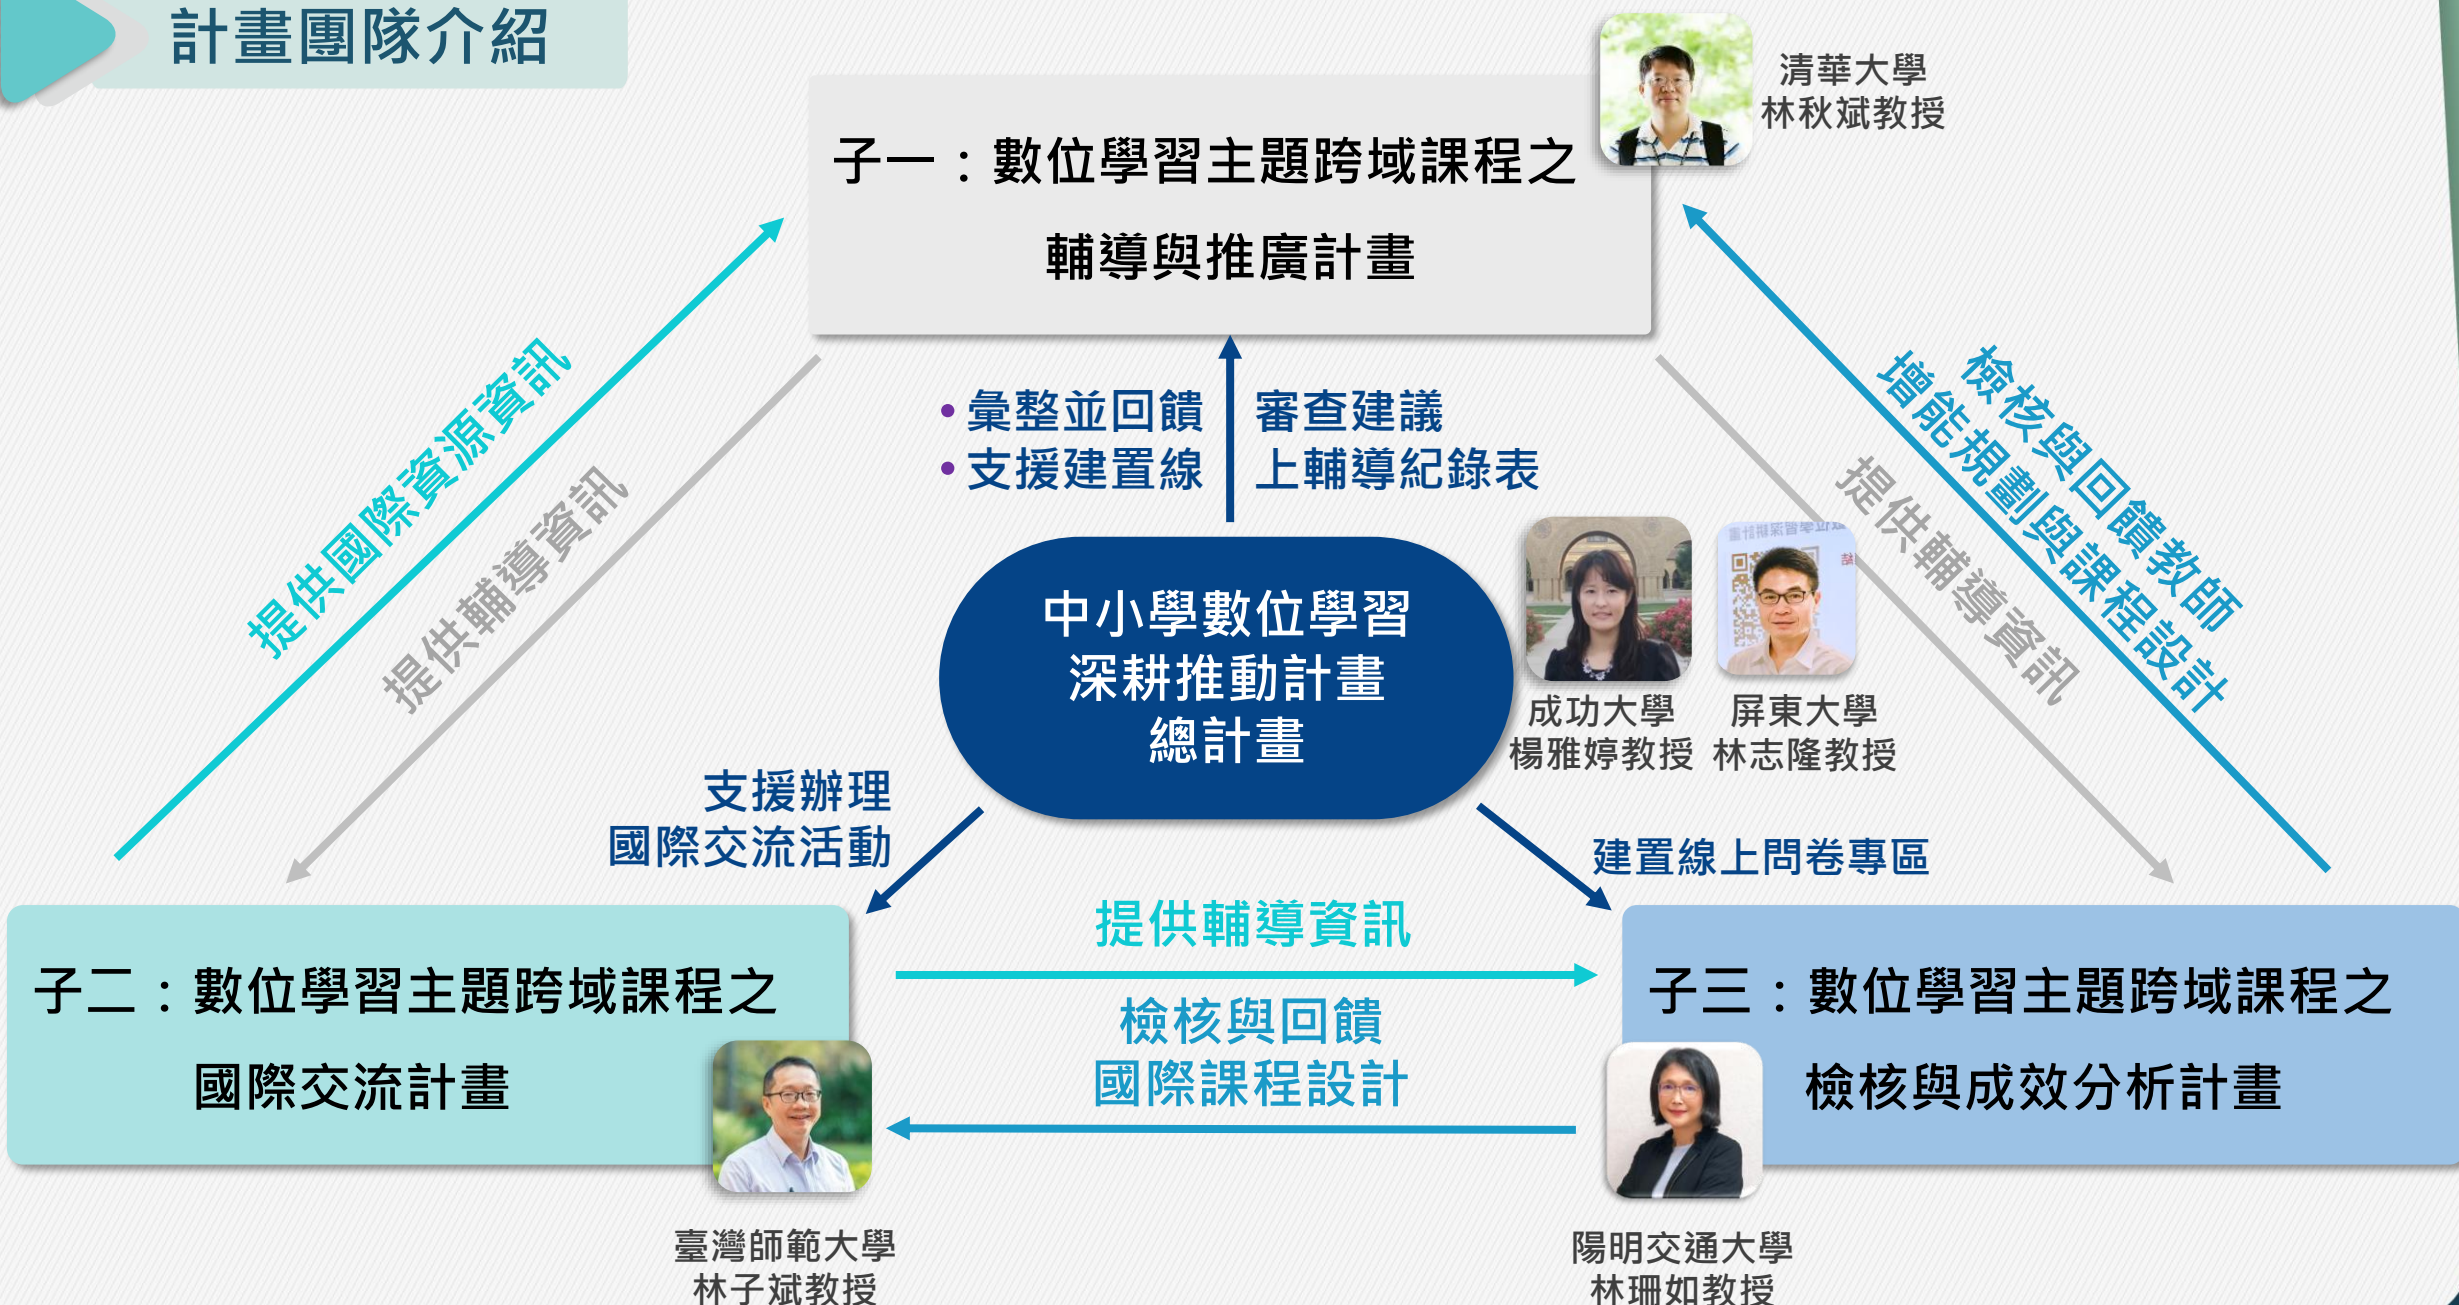 計畫團隊介紹
清華大學
林秋斌教授
子一：數位學習主題跨域課程之
輔導與推廣計畫
提供國際資源資訊
提供輔導資訊
•彙整並回饋 審查建議
•支援建置線 上輔導紀錄表
檢核與回饋教師
增能規劃與課程設計
提供輔導資訊
中小學數位學習
深耕推動計畫
總計畫
成功大學
楊雅婷教授
屏東大學
林志隆教授
支援辦理
國際交流活動
建置線上問卷專區
提供輔導資訊
檢核與回饋
國際課程設計
子二：數位學習主題跨域課程之
國際交流計畫
臺灣師範大學
林子斌教授
子三：數位學習主題跨域課程之
檢核與成效分析計畫
陽明交通大學
林珊如教授